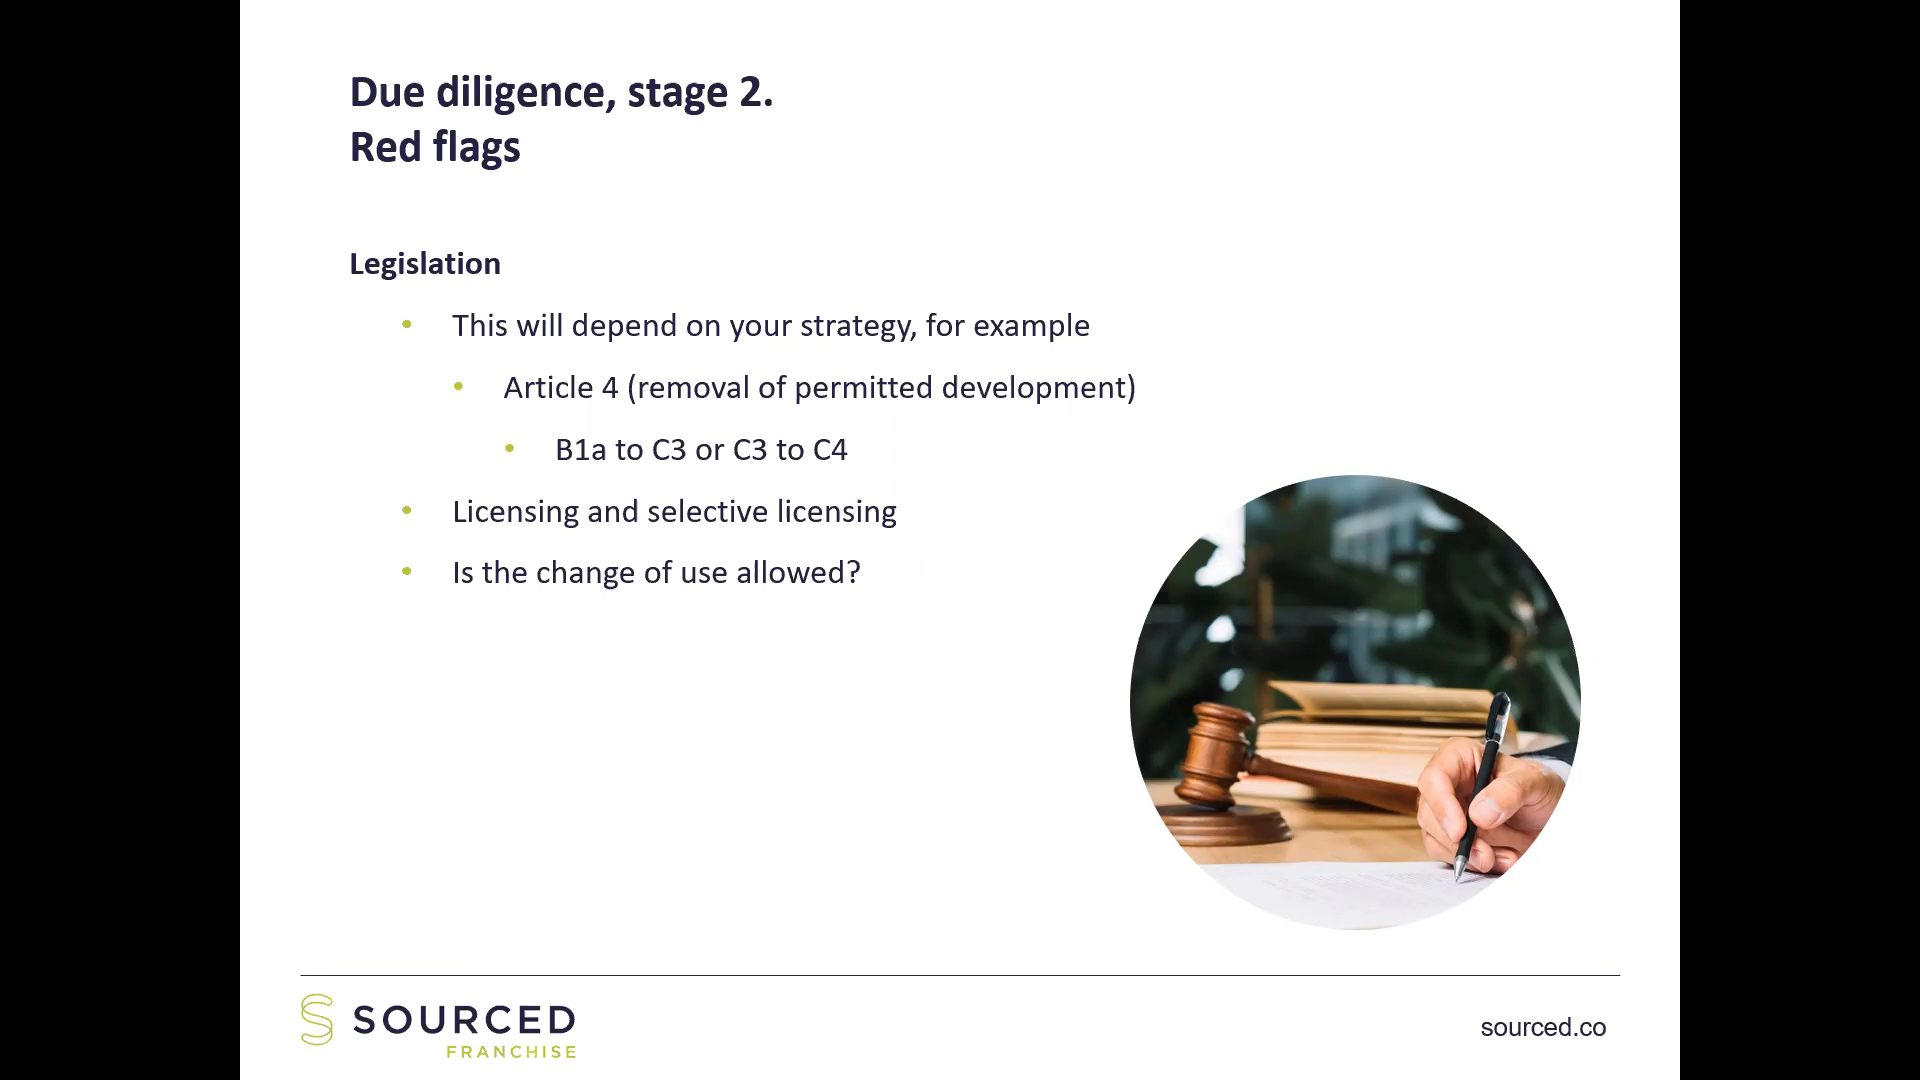 Due diligence, stage 2.
Red flags
Legislation
• This will depend on your strategy, for example
• Article 4 (removal of permitted development)
• B1a to C3 or C3 to C4
• Licensing and selective licensing
• Is the change of use allowed?
SOURCED
FRANCHISE
sourced.co